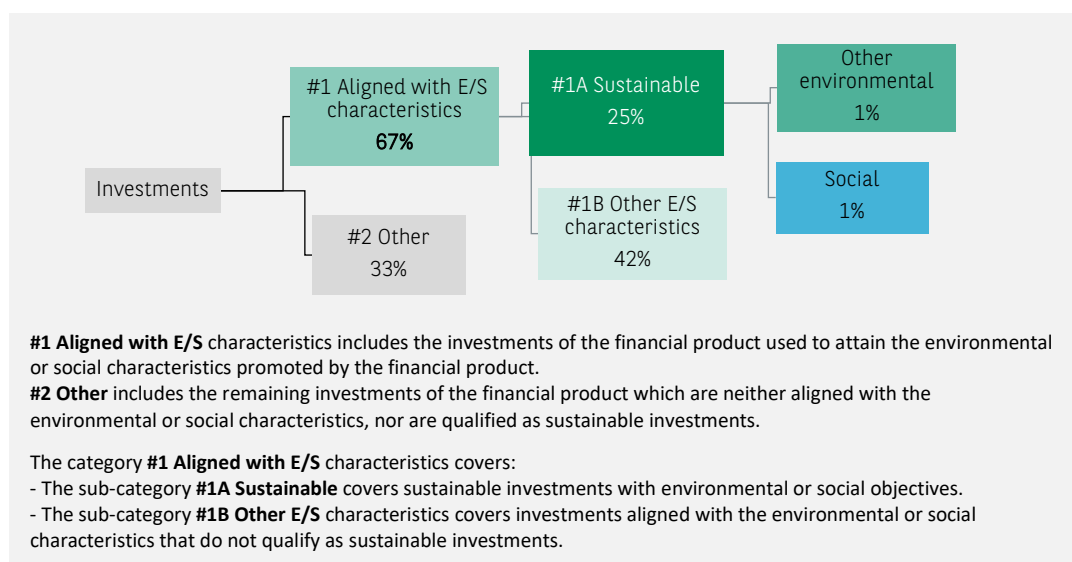 Investments
#1 Aligned with E/S
characteristics
67%
#2 Other
33%
#1A Sustainable
25%
#1B Other E/S
characteristics
42%
Other
environmental
1%
Social
1%
#1 Aligned with E/S characteristics includes the investments of the financial product used to attain the environmental
or social characteristics promoted by the financial product.
#2 Other includes the remaining investments of the financial product which are neither aligned with the
environmental or social characteristics, nor are qualified as sustainable investments.
The category #1 Aligned with E/S characteristics covers:
- The sub-category #1A Sustainable covers sustainable investments with environmental or social objectives.
- The sub-category #1B Other E/S characteristics covers investments aligned with the environmental or social
characteristics that do not qualify as sustainable investments.